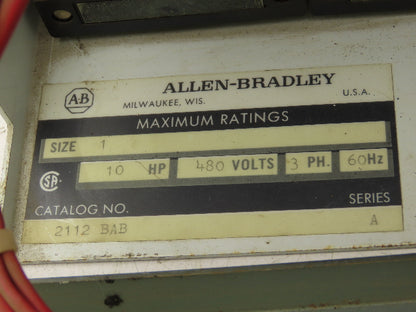 AB ALLEN-BRADLEY
MILWAUKEE, WIS. U.S.A.
MAXIMUM RATINGS
SIZE 1
10 HP 480 VOLTS 3 PH. 60Hz
SA
CATALOG NO. SERIES
2112 BAB A